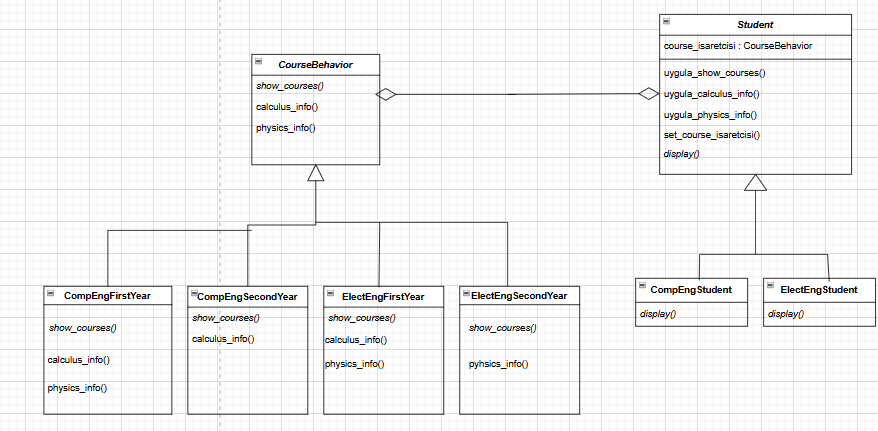 Student
course_isaretcisi : CourseBehavior
uygula_show_courses()
uygula_calculus_info()
uygula_physics_info()
set_course_isaretcisi()
display()
CourseBehavior
show_courses()
calculus_info()
physics_info()
CompEngFirstYear
show_courses()
calculus_info()
physics_info()
CompEngSecondYear
show_courses()
calculus_info()
ElectEngFirstYear
show_courses()
calculus_info()
physics_info()
ElectEngSecondYear
show_courses()
pyhsics_info()
CompEngStudent
display()
ElectEngStudent
display()